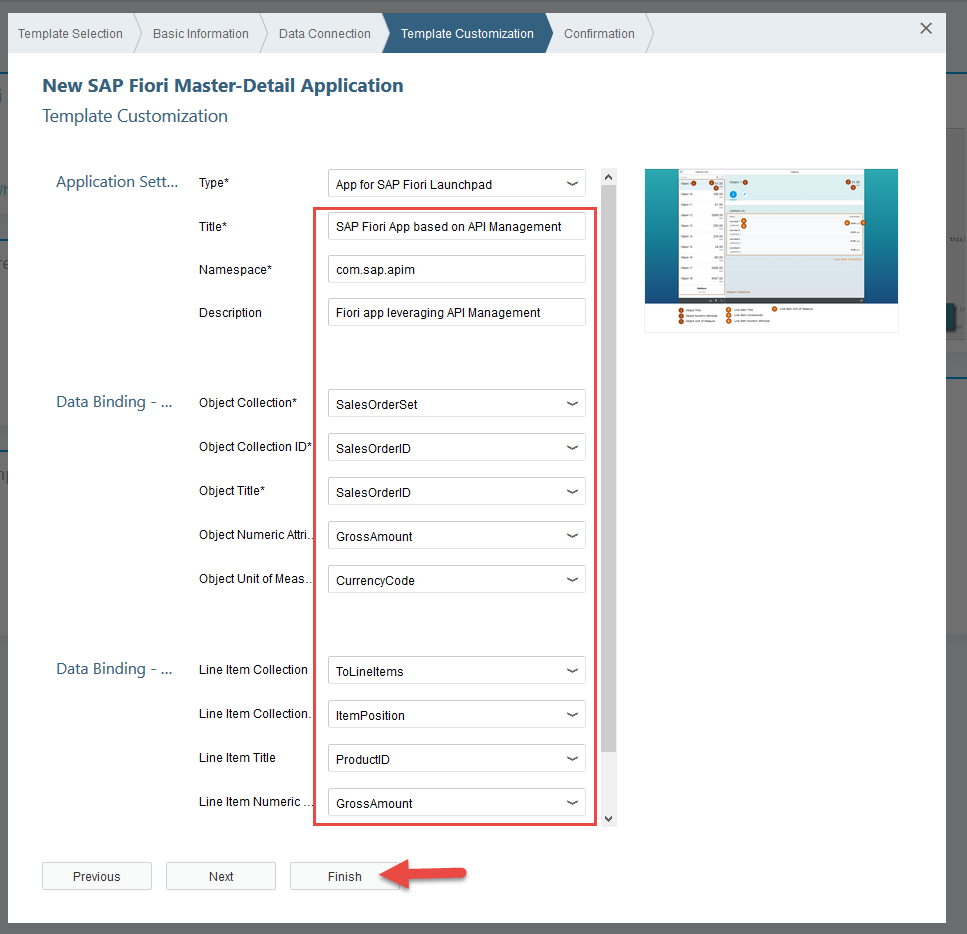 Template Selection
Basic Information
Data Connection
Template Customization
Confirmation
New SAP Fiori Master-Detail Application
Template Customization
Application Sett...
Type*
App for SAP Fiori Launchpad
Title*
SAP Fiori App based on API Management
Namespace*
com.sap.apim
Description
Fiori app leveraging API Management
Data Binding - ...
Object Collection*
SalesOrderSet
Object Collection ID*
SalesOrderID
Object Title*
SalesOrderID
Object Numeric Attri...
GrossAmount
Object Unit of Meas...
CurrencyCode
Data Binding - ...
Line Item Collection
ToLineItems
Line Item Collection.
ItemPosition
Line Item Title
ProductID
Line Item Numeric ...
GrossAmount
Previous
Next
Finish